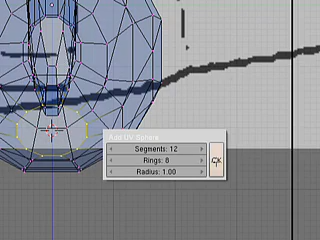 Add UV Sphere
Segments: 12
Rings: 8
Radius: 1.00
OK